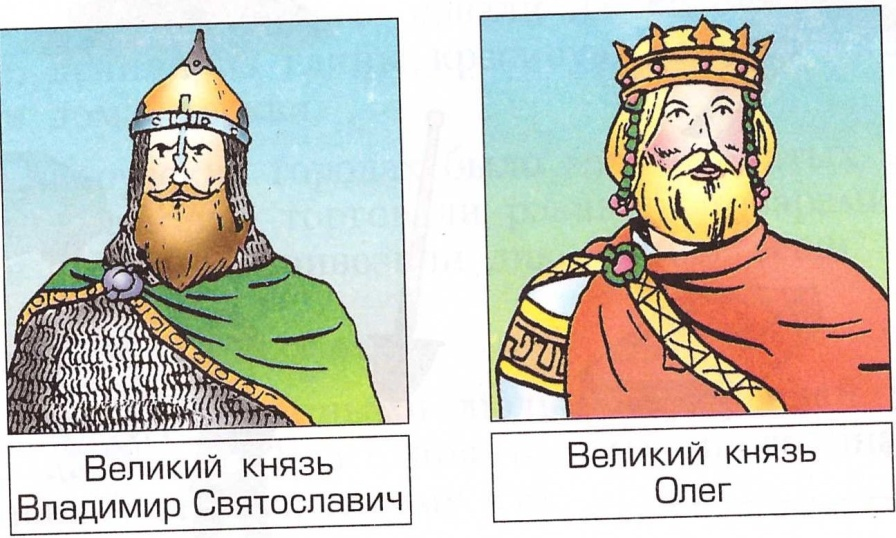 Великий князь
Владимир Святославич
Великий князь
Олег